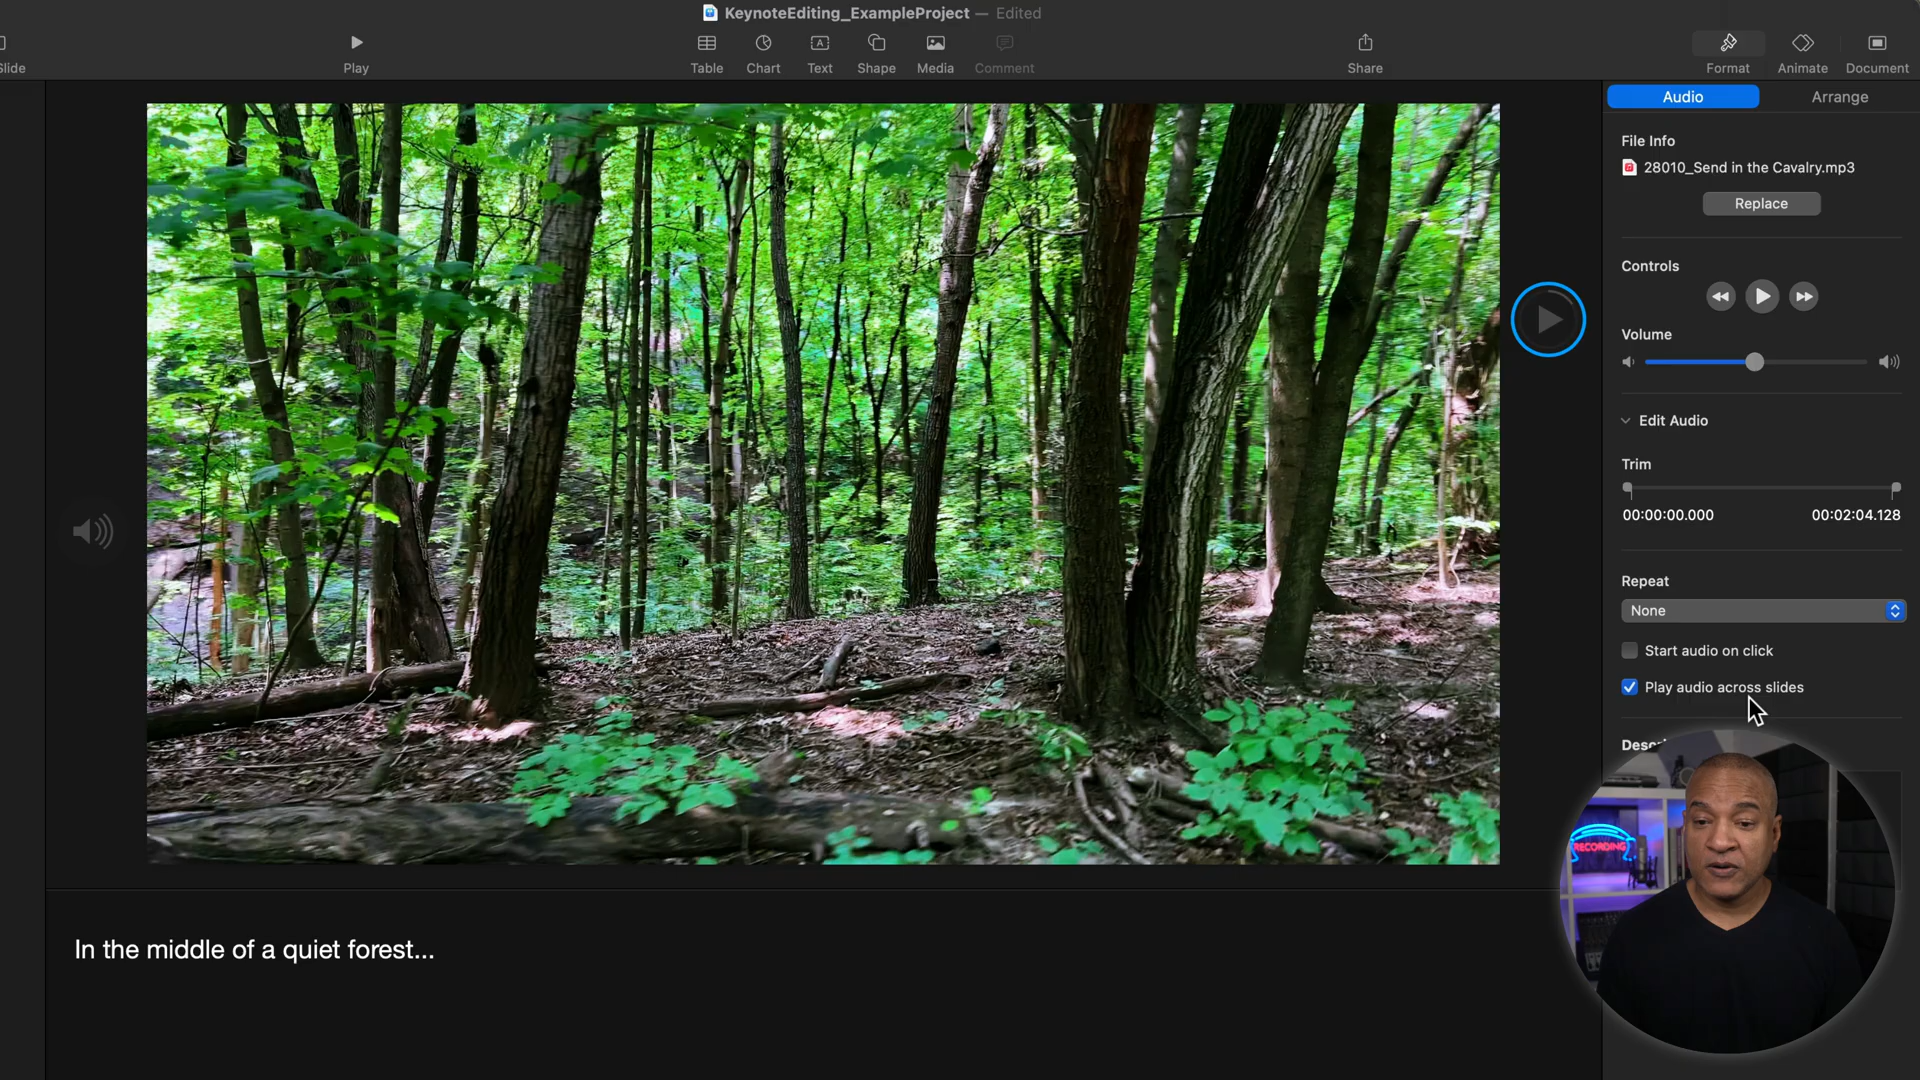 KeynoteEditing_ExampleProject — Edited
Slide
Play
Table
Chart
Text
Shape
Media
Comment
Share
Format
Animate
Document
Audio
Arrange
File Info
28010_Send in the Cavalry.mp3
Replace
Controls
Volume
Edit Audio
Trim
00:00:00.000
00:02:04.128
Repeat
None
Start audio on click
Play audio across slides
RECORDING
In the middle of a quiet forest...